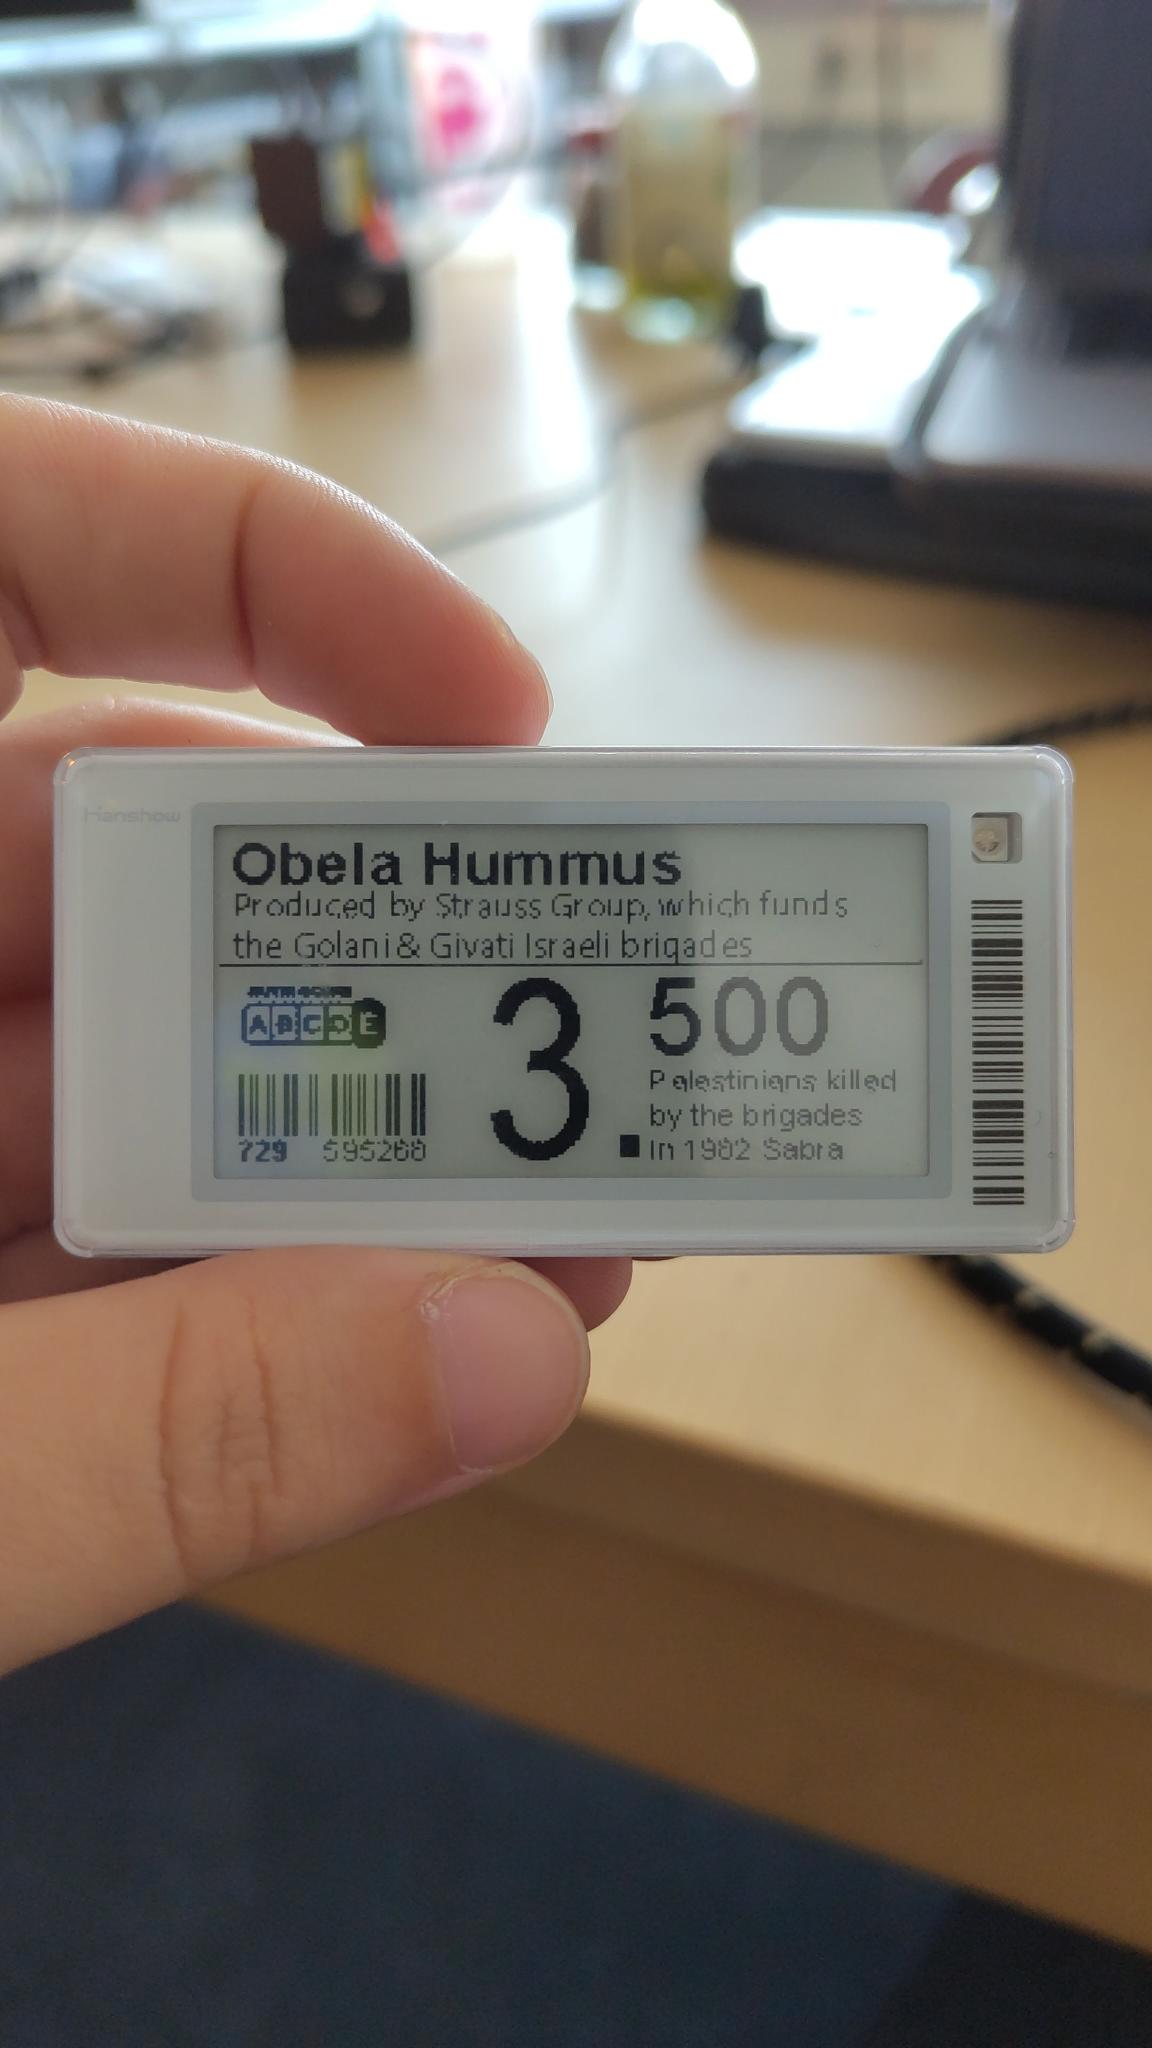 Hanshow
Obela Hummus
Produced by Strauss Group, which funds
the Golani & Givati Israeli brigades
ABCDE
3.500
Palestinians killed
by the brigades
in 1982 Sabra
729 595268